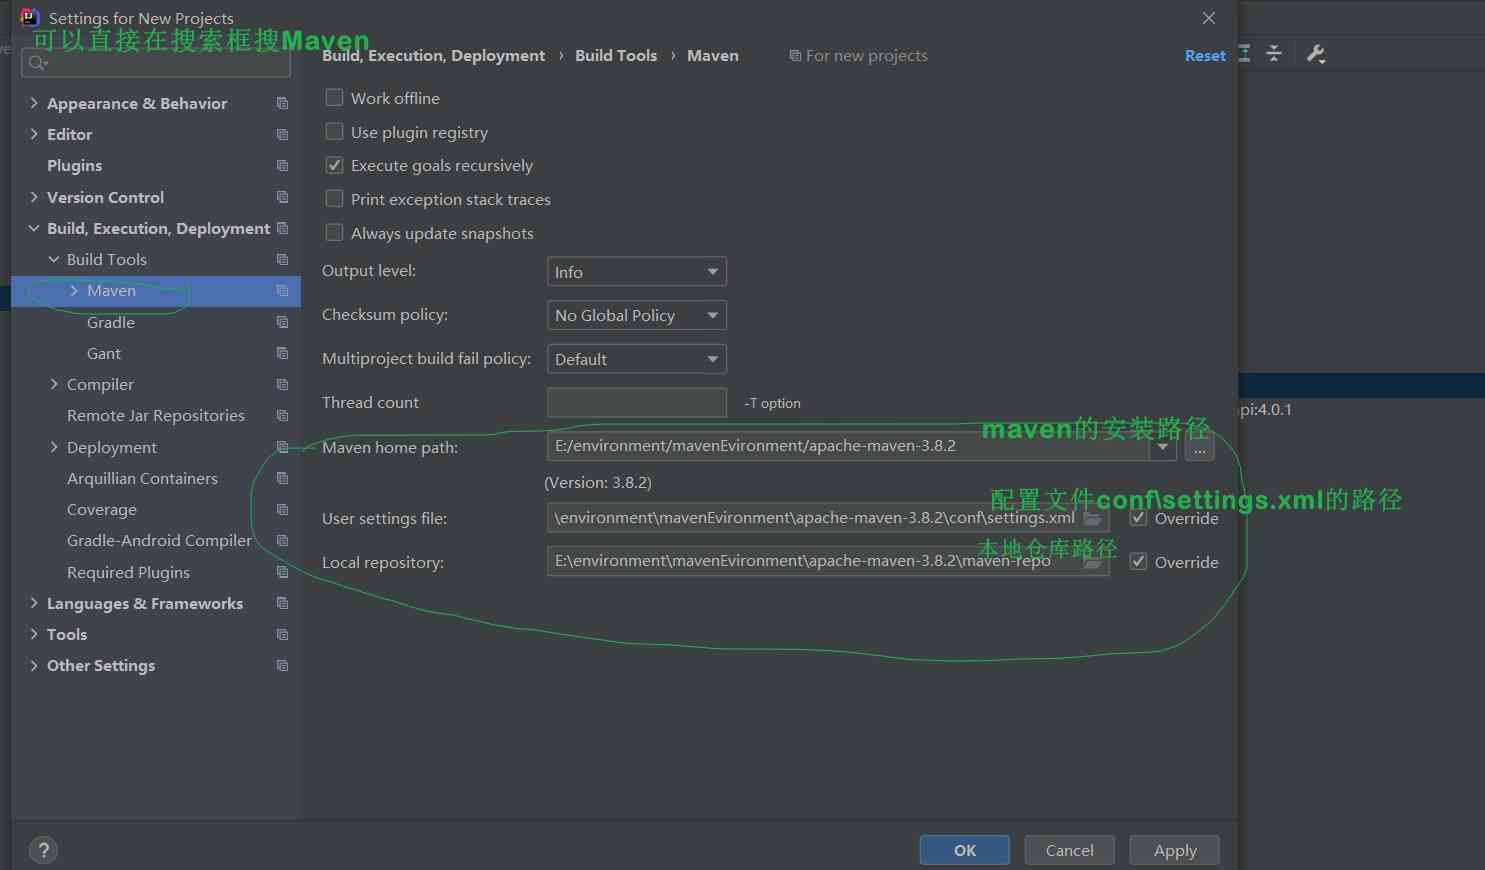 Settings for New Projects
可以直接在搜索框搜Maven
Build, Execution, Deployment › Build Tools › Maven For new projects Reset
Appearance & Behavior
Editor
Plugins
Version Control
Build, Execution, Deployment
Build Tools
Maven
Gradle
Gant
Compiler
Remote Jar Repositories
Deployment
Arquillian Containers
Coverage
Gradle-Android Compiler
Required Plugins
Languages & Frameworks
Tools
Other Settings
Work offline
Use plugin registry
Execute goals recursively
Print exception stack traces
Always update snapshots
Output level: Info
Checksum policy: No Global Policy
Multiproject build fail policy: Default
Thread count -T option
maven的安装路径
Maven home path: E:/environment/mavenEvironment/apache-maven-3.8.2 ...
(Version: 3.8.2)
配置文件conf\settings.xml的路径
User settings file: \environment\mavenEvironment\apache-maven-3.8.2\conf\settings.xml Override
本地仓库路径
Local repository: E:\environment\mavenEvironment\apache-maven-3.8.2\maven-repo Override
pi:4.0.1
? OK Cancel Apply